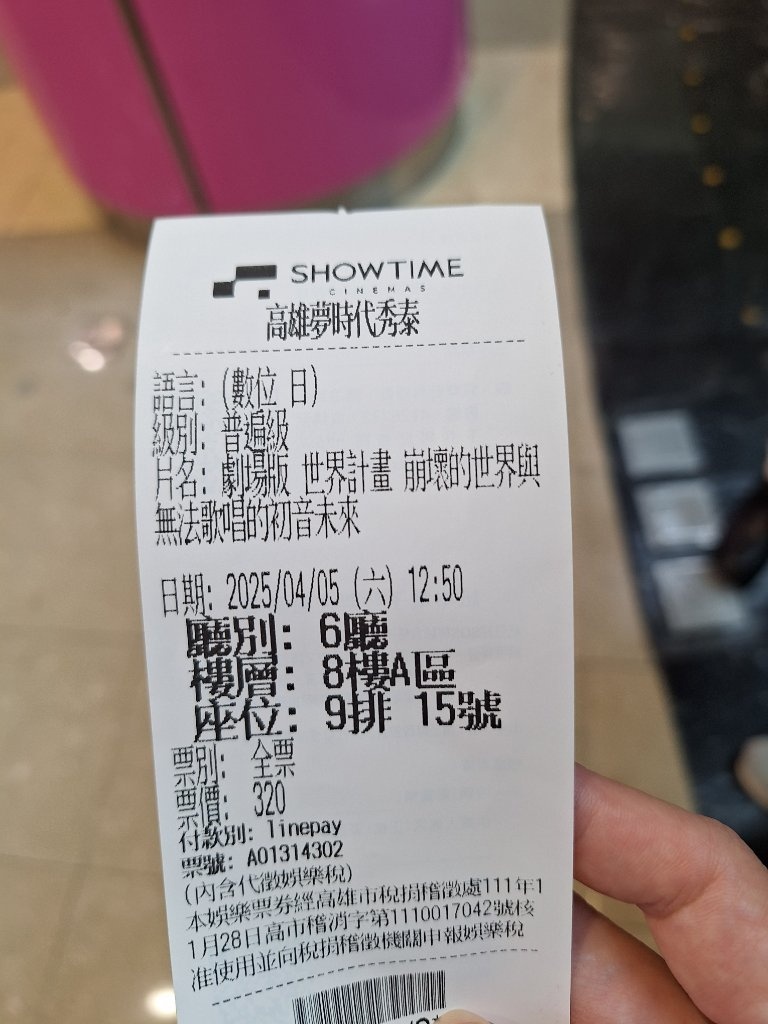 SHOWTIME
CINEMAS
高雄夢時代秀泰
語言: (數位 日)
級別: 普遍級
片名: 劇場版 世界計畫 崩壞的世界與
無法歌唱的初音未來
日期: 2025/04/05 (六) 12:50
廳別: 6廳
樓層: 8樓A區
座位: 9排 15號
票別: 全票
票價: 320
付款別: linepay
票號: A01314302
(內含代徵娛樂稅)
本娛樂票券經高雄市稅捐稽徵處111年1
1月28日高市稽消字第1110017042號核
准使用並向稅捐稽徵機關申報娛樂稅